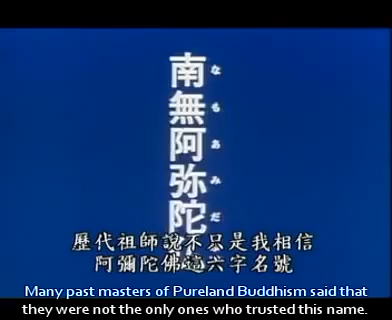 南無阿弥陀
なもあみだ
歷代祖師說不只是我相信
阿彌陀佛這六字名號
Many past masters of Pureland Buddhism said that
they were not the only ones who trusted this name.